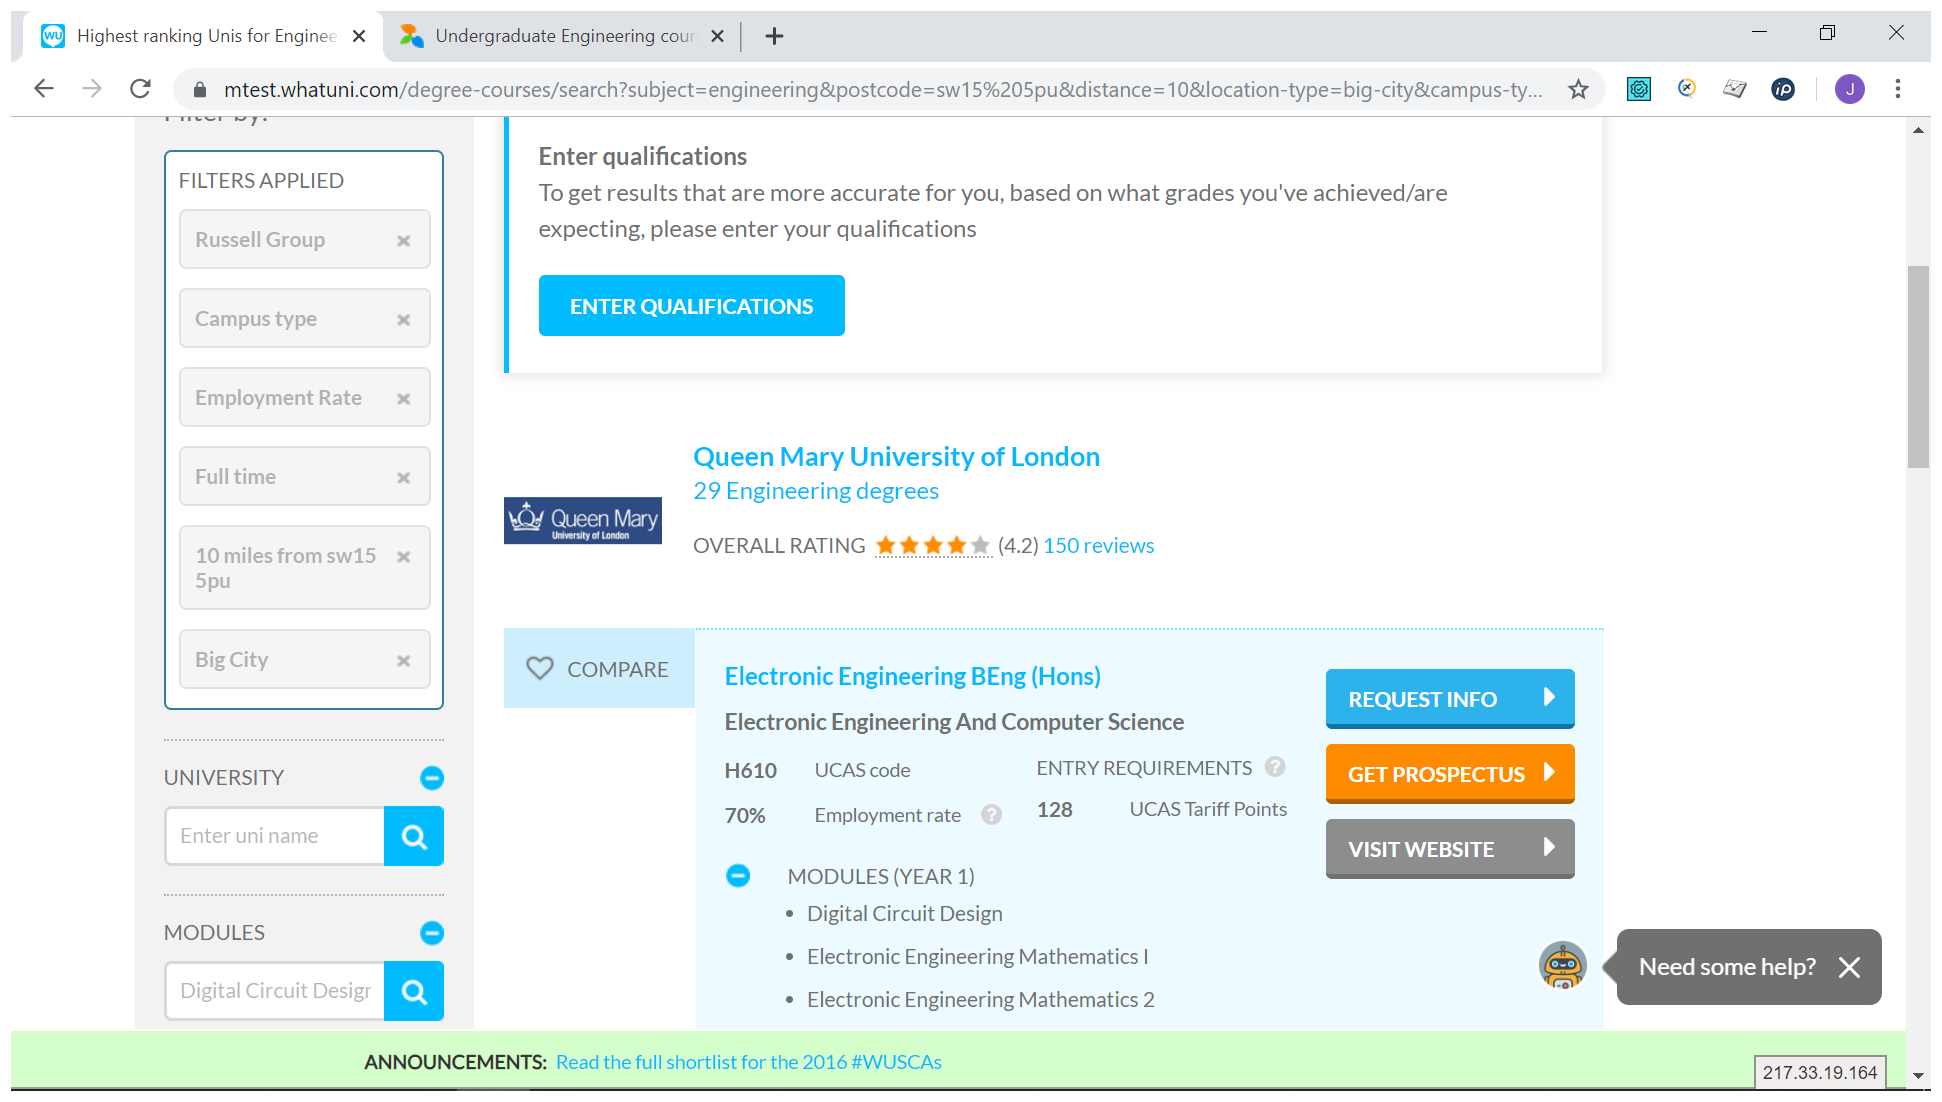 Highest ranking Unis for Enginee
Undergraduate Engineering cour
mtest.whatuni.com/degree-courses/search?subject=engineering&postcode=sw15%205pu&distance=10&location-type=big-city&campus-ty...
J
Filter by:
FILTERS APPLIED
Russell Group
Campus type
Employment Rate
Full time
10 miles from sw15
5pu
Big City
UNIVERSITY
Enter uni name
MODULES
Digital Circuit Desigr
Enter qualifications
To get results that are more accurate for you, based on what grades you've achieved/are
expecting, please enter your qualifications
ENTER QUALIFICATIONS
Queen Mary
University of London
Queen Mary University of London
29 Engineering degrees
OVERALL RATING (4.2) 150 reviews
COMPARE
Electronic Engineering BEng (Hons)
Electronic Engineering And Computer Science
H610 UCAS code
70% Employment rate ?
ENTRY REQUIREMENTS ?
128 UCAS Tariff Points
MODULES (YEAR 1)
• Digital Circuit Design
• Electronic Engineering Mathematics I
• Electronic Engineering Mathematics 2
REQUEST INFO
GET PROSPECTUS
VISIT WEBSITE
Need some help?
ANNOUNCEMENTS: Read the full shortlist for the 2016 #WUSCAs
217.33.19.164